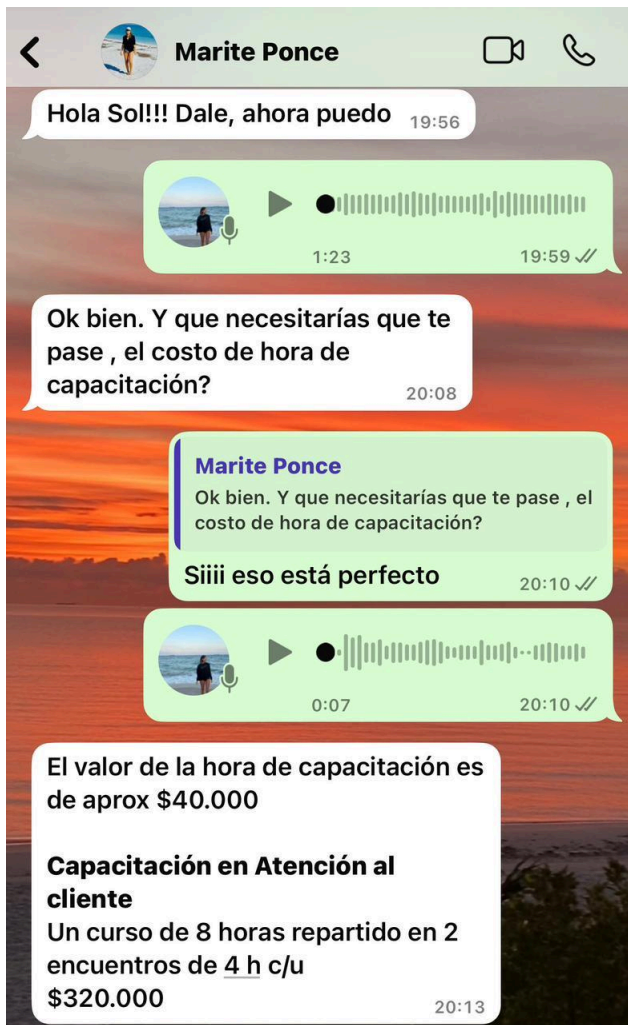 Marite Ponce
Hola Sol!!! Dale, ahora puedo 19:56
1:23 19:59
Ok bien. Y que necesitarías que te
pase , el costo de hora de
capacitación? 20:08
Marite Ponce
Ok bien. Y que necesitarías que te pase , el
costo de hora de capacitación?
Siiii eso está perfecto 20:10
0:07 20:10
El valor de la hora de capacitación es
de aprox $40.000
Capacitación en Atención al
cliente
Un curso de 8 horas repartido en 2
encuentros de 4 h c/u
$320.000 20:13